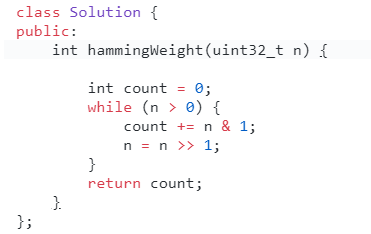 class Solution {
public:
    int hammingWeight(uint32_t n) {

        int count = 0;
        while (n > 0) {
            count += n & 1;
            n = n >> 1;
        }
        return count;
    }
};